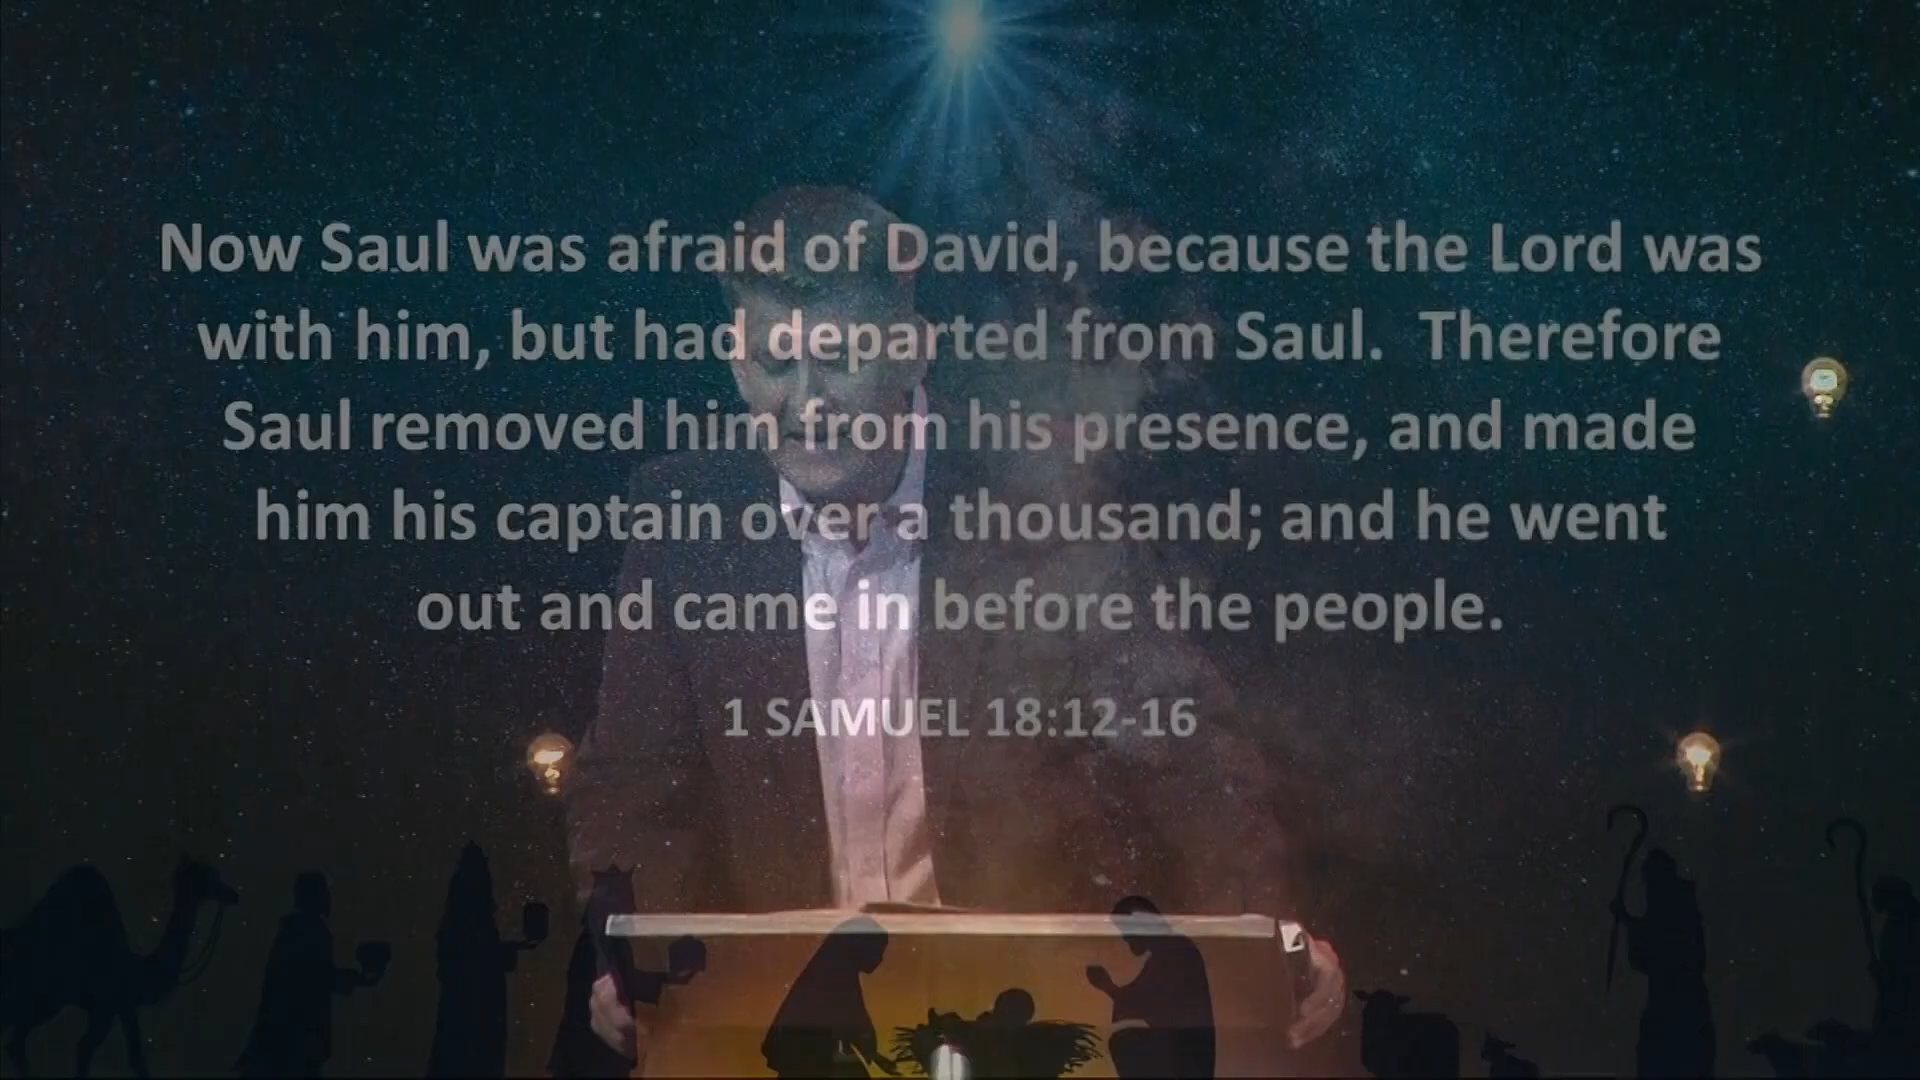 Now Saul was afraid of David, because the Lord was
with him, but had departed from Saul.  Therefore
Saul removed him from his presence, and made
him his captain over a thousand; and he went
out and came in before the people.
1 SAMUEL 18:12-16